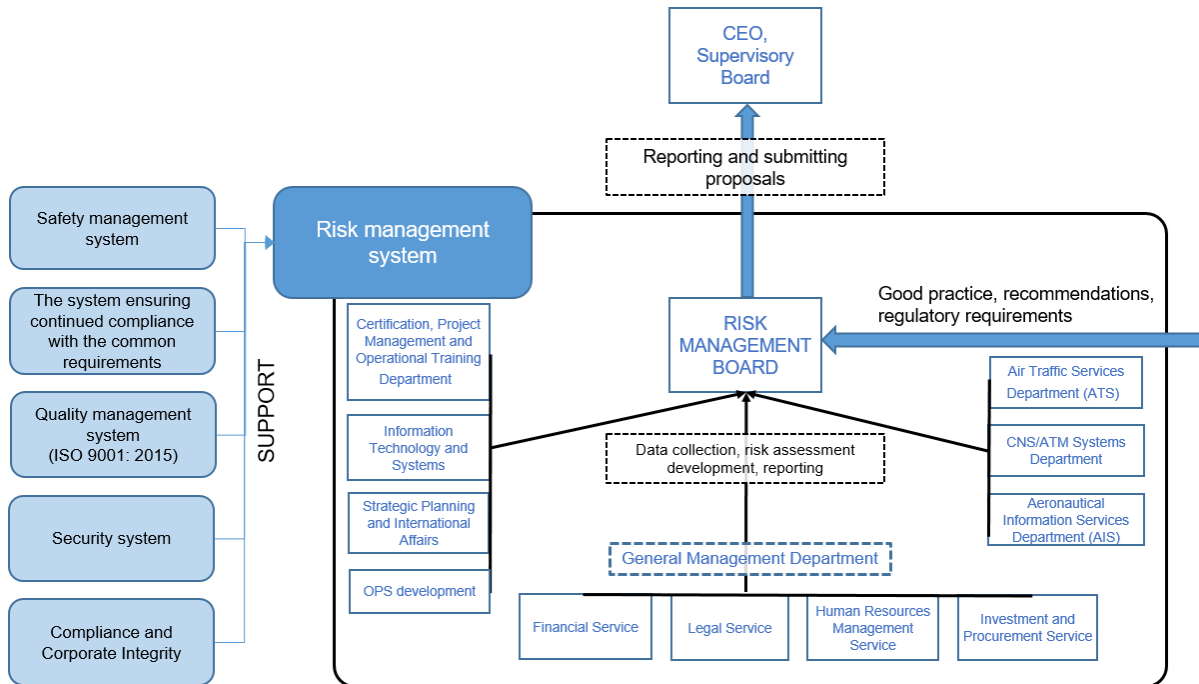 CEO,
Supervisory
Board
Reporting and submitting
proposals
Safety management
system
The system ensuring
continued compliance
with the common
requirements
Quality management
system
(ISO 9001: 2015)
Security system
Compliance and
Corporate Integrity
SUPPORT
Risk management
system
Certification, Project
Management and
Operational Training
Department
Information
Technology and
Systems
Strategic Planning
and International
Affairs
OPS development
RISK
MANAGEMENT
BOARD
Good practice, recommendations,
regulatory requirements
Data collection, risk assessment
development, reporting
Air Traffic Services
Department (ATS)
CNS/ATM Systems
Department
Aeronautical
Information Services
Department (AIS)
General Management Department
Financial Service
Legal Service
Human Resources
Management
Service
Investment and
Procurement Service